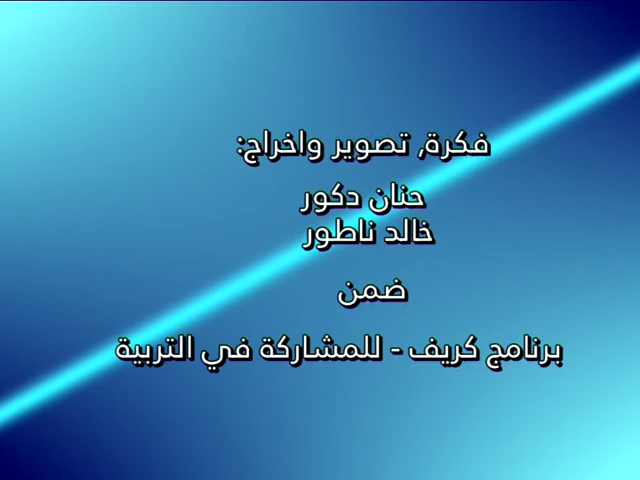 فكرة, تصوير واخراج:
حنان دكور
خالد ناطور
ضمن
برنامج كريف - للمشاركة في التربية